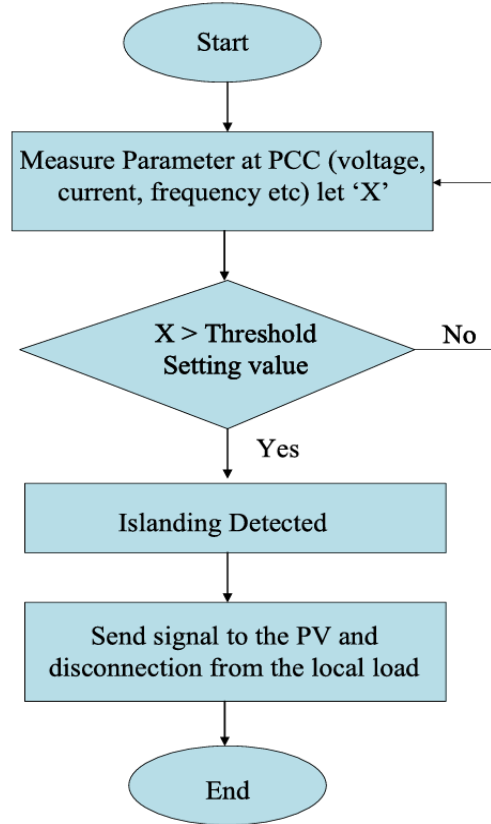 Start
Measure Parameter at PCC (voltage,
current, frequency etc) let ‘X’
X > Threshold
Setting value
No
Yes
Islanding Detected
Send signal to the PV and
disconnection from the local load
End